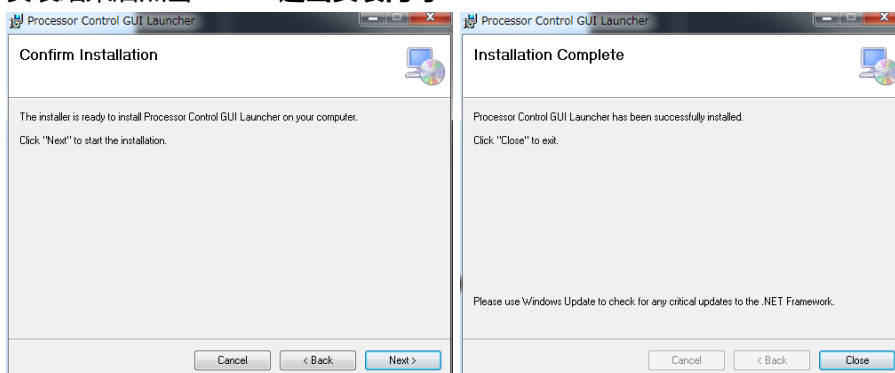 Processor Control GUI Launcher
Confirm Installation
The installer is ready to install Processor Control GUI Launcher on your computer.
Click "Next" to start the installation.
Cancel
< Back
Next >
Processor Control GUI Launcher
Installation Complete
Processor Control GUI Launcher has been successfully installed.
Click "Close" to exit.
Please use Windows Update to check for any critical updates to the .NET Framework.
Cancel
< Back
Close